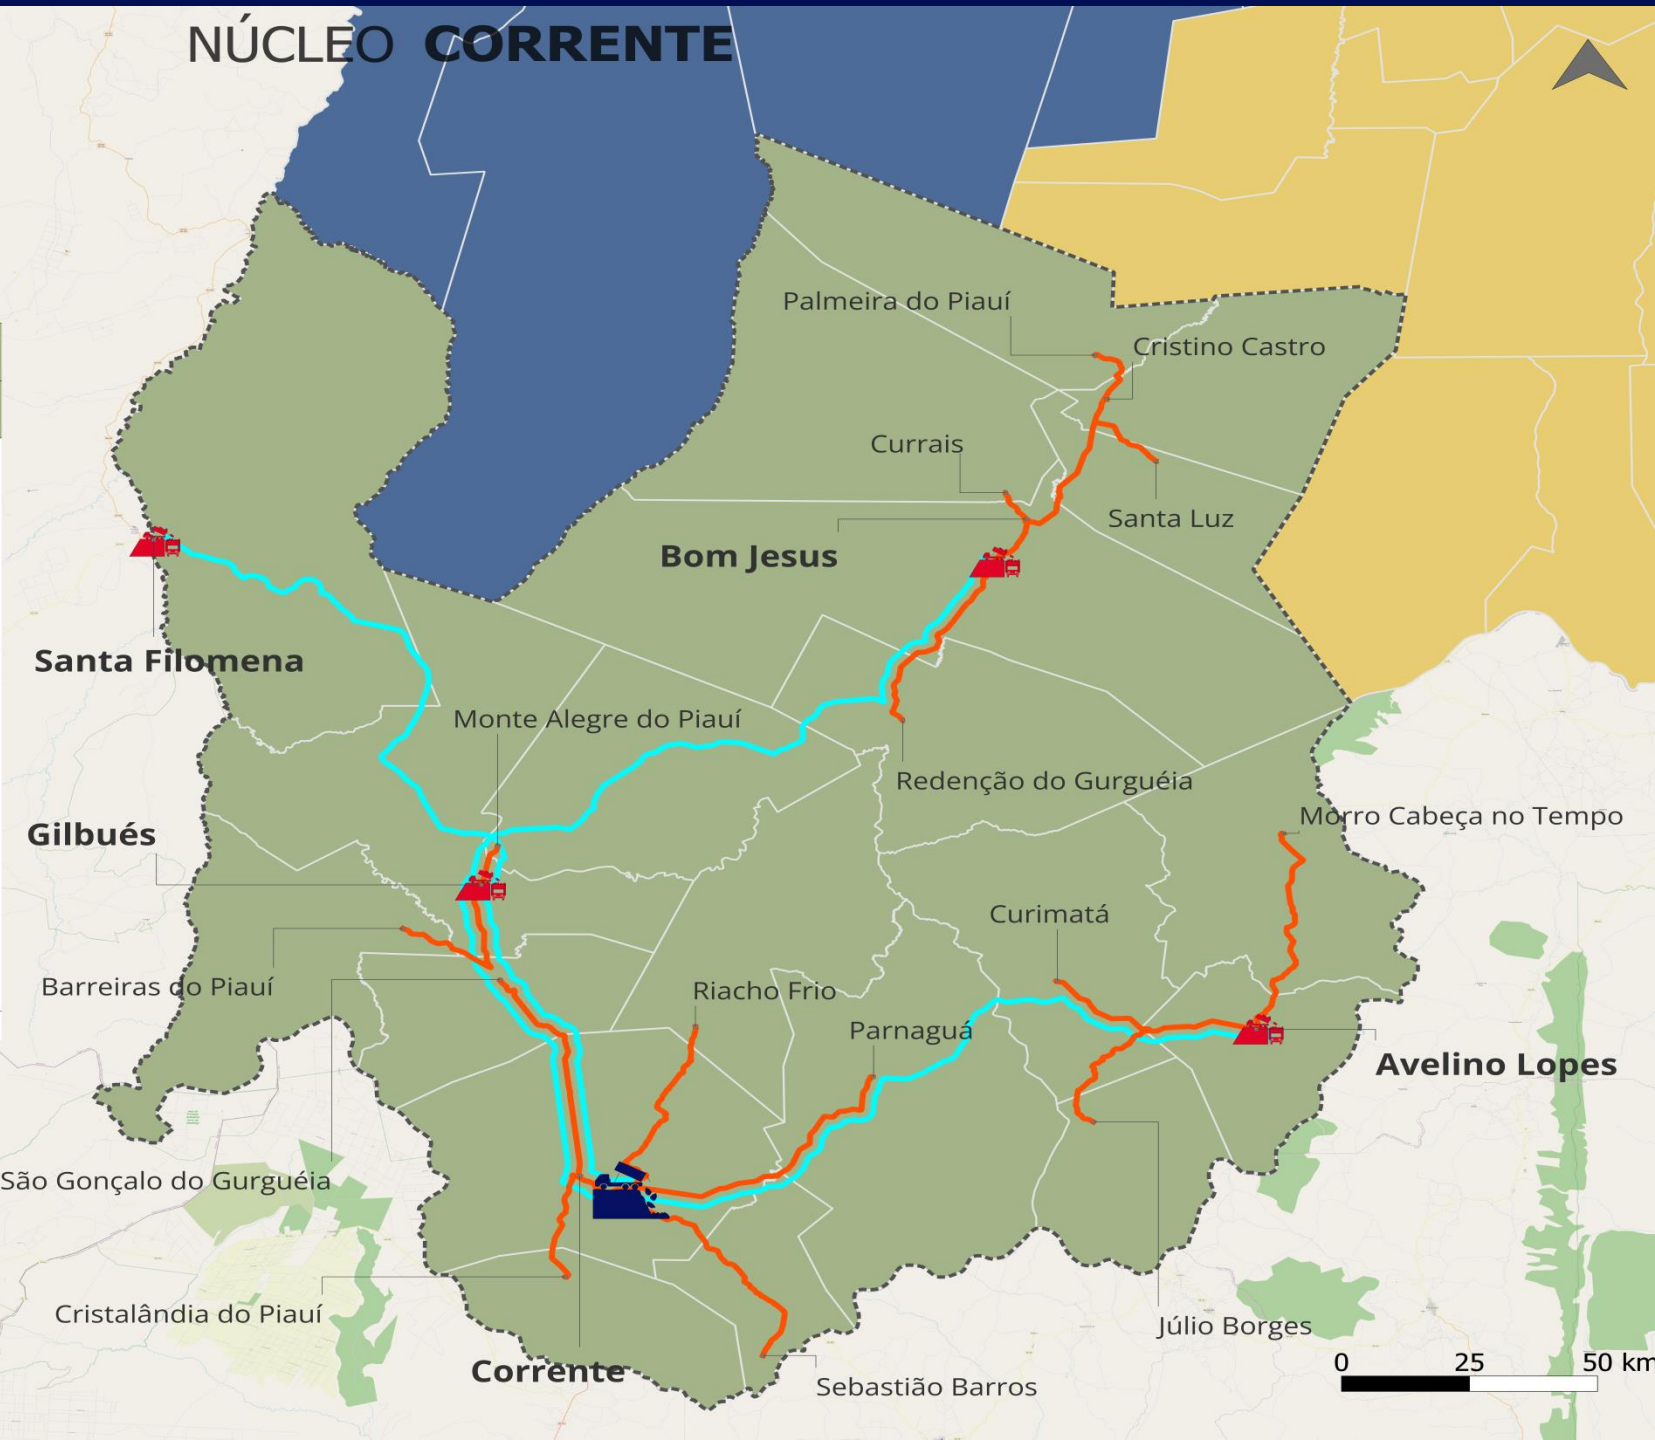 NÚCLEO CORRENTE
Palmeira do Piauí
Cristino Castro
Currais
Santa Luz
Bom Jesus
Santa Filomena
Monte Alegre do Piauí
Redenção do Gurguéia
Morro Cabeça no Tempo
Gilbués
Curimatá
Barreiras do Piauí
Riacho Frio
Parnaguá
Avelino Lopes
São Gonçalo do Gurguéia
Cristalândia do Piauí
Júlio Borges
Corrente
Sebastião Barros
0 25 50 km